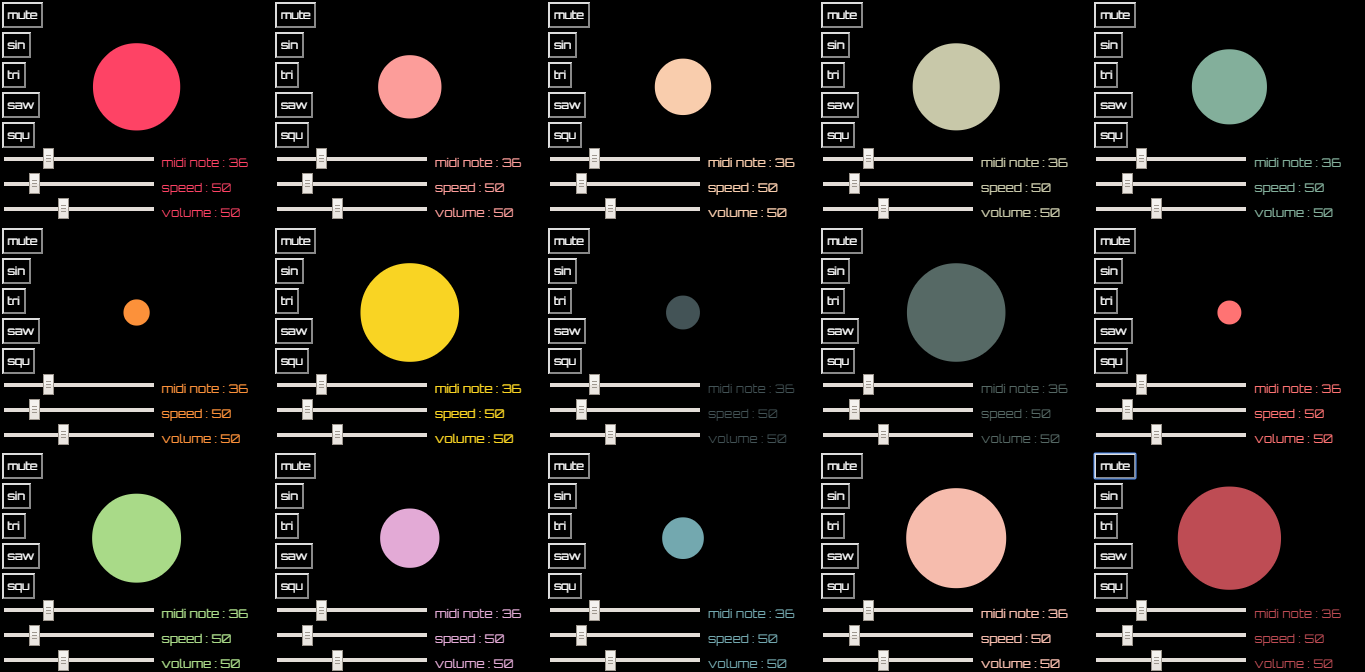 mute mute mute mute mute
sin sin sin sin sin
tri tri tri tri tri
saw saw saw saw saw
squ squ squ squ squ
midi note : 36 midi note : 36 midi note : 36 midi note : 36 midi note : 36
speed : 50 speed : 50 speed : 50 speed : 50 speed : 50
volume : 50 volume : 50 volume : 50 volume : 50 volume : 50
mute mute mute mute mute
sin sin sin sin sin
tri tri tri tri tri
saw saw saw saw saw
squ squ squ squ squ
midi note : 36 midi note : 36 midi note : 36 midi note : 36 midi note : 36
speed : 50 speed : 50 speed : 50 speed : 50 speed : 50
volume : 50 volume : 50 volume : 50 volume : 50 volume : 50
mute mute mute mute mute
sin sin sin sin sin
tri tri tri tri tri
saw saw saw saw saw
squ squ squ squ squ
midi note : 36 midi note : 36 midi note : 36 midi note : 36 midi note : 36
speed : 50 speed : 50 speed : 50 speed : 50 speed : 50
volume : 50 volume : 50 volume : 50 volume : 50 volume : 50